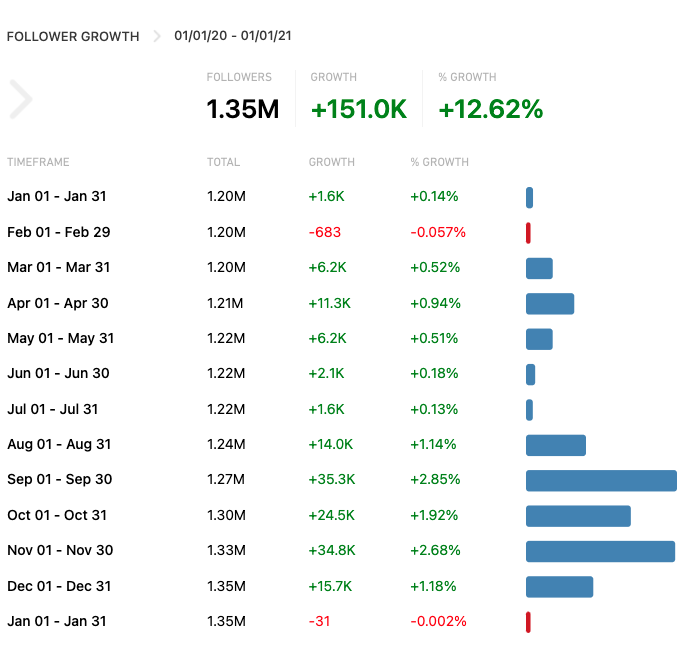 FOLLOWER GROWTH 01/01/20 - 01/01/21
FOLLOWERS GROWTH % GROWTH
1.35M +151.0K +12.62%
TIMEFRAME TOTAL GROWTH % GROWTH
Jan 01 - Jan 31 1.20M +1.6K +0.14%
Feb 01 - Feb 29 1.20M -683 -0.057%
Mar 01 - Mar 31 1.20M +6.2K +0.52%
Apr 01 - Apr 30 1.21M +11.3K +0.94%
May 01 - May 31 1.22M +6.2K +0.51%
Jun 01 - Jun 30 1.22M +2.1K +0.18%
Jul 01 - Jul 31 1.22M +1.6K +0.13%
Aug 01 - Aug 31 1.24M +14.0K +1.14%
Sep 01 - Sep 30 1.27M +35.3K +2.85%
Oct 01 - Oct 31 1.30M +24.5K +1.92%
Nov 01 - Nov 30 1.33M +34.8K +2.68%
Dec 01 - Dec 31 1.35M +15.7K +1.18%
Jan 01 - Jan 31 1.35M -31 -0.002%